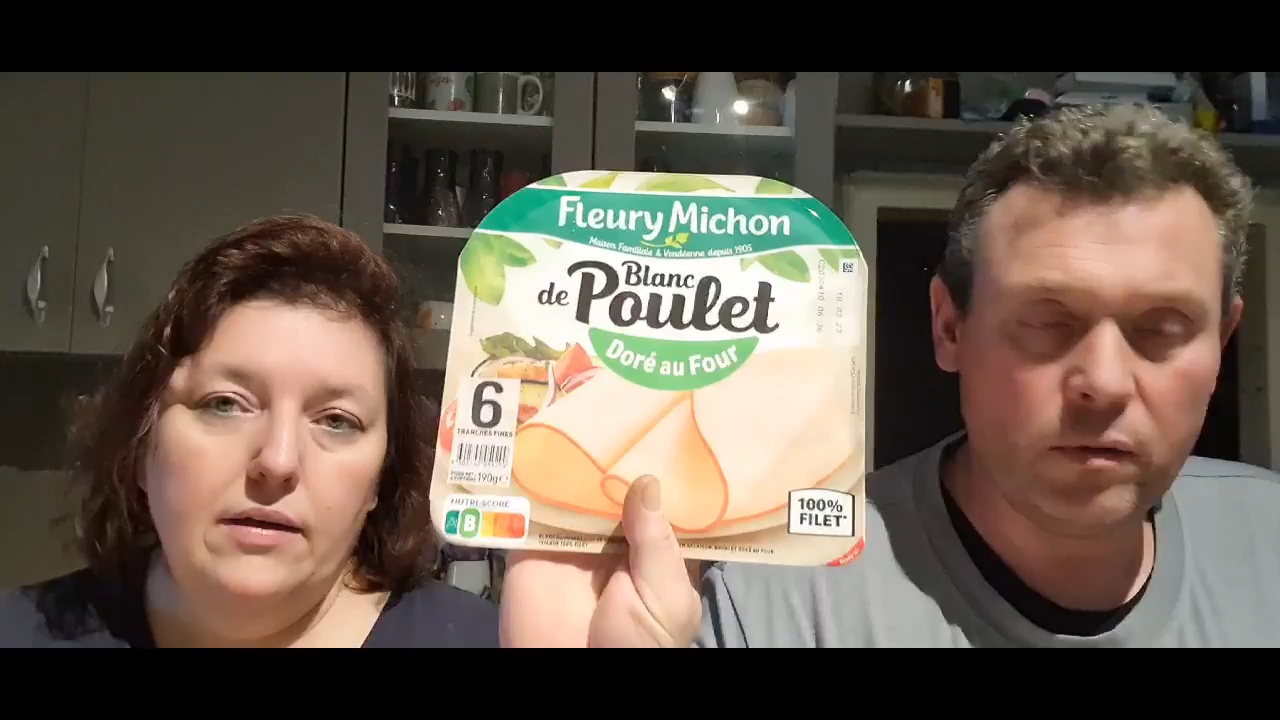 Fleury Michon
Maison Familiale & Vendéenne depuis 1905
Blanc
de Poulet
Doré au Four
6
TRANCHES FINES
190g
NUTRI-SCORE
B
100%
FILET*